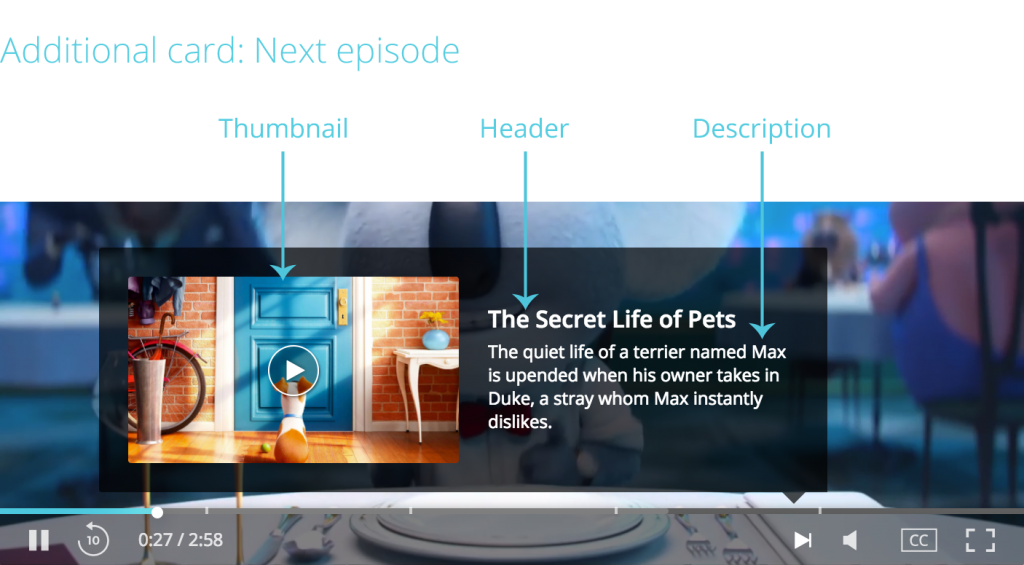 Additional card: Next episode
Thumbnail
Header
Description
The Secret Life of Pets
The quiet life of a terrier named Max
is upended when his owner takes in
Duke, a stray whom Max instantly
dislikes.
10
0:27 / 2:58
CC